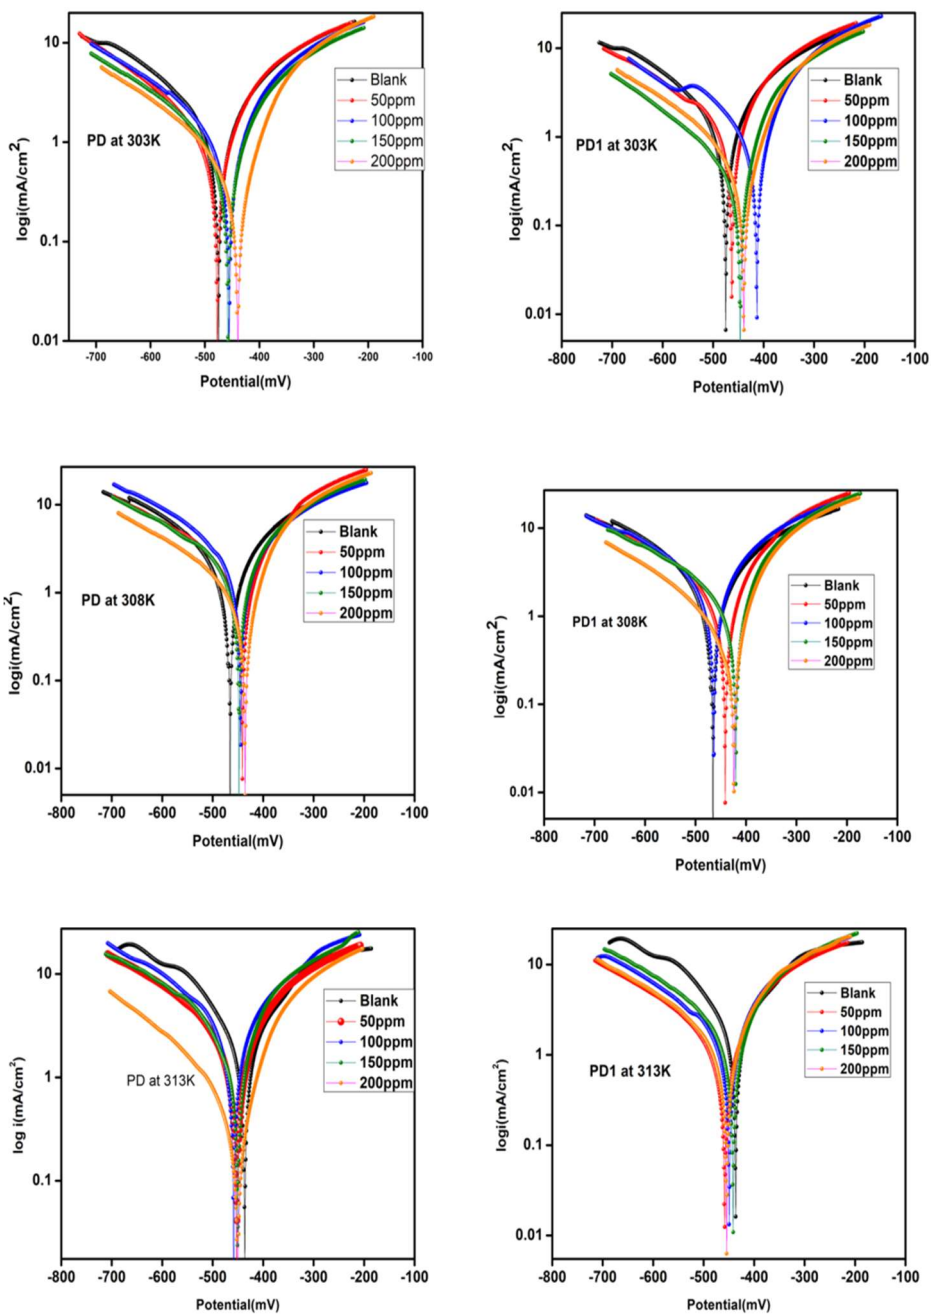 10
1
0.1
0.01
logi(mA/cm2)
PD at 303K
Blank
50ppm
100ppm
150ppm
200ppm
-700 -600 -500 -400 -300 -200 -100
Potential(mV)
10
1
0.1
0.01
logi(mA/cm2)
PD1 at 303K
Blank
50ppm
100ppm
150ppm
200ppm
-800 -700 -600 -500 -400 -300 -200 -100
Potential(mV)
10
1
0.1
0.01
logi(mA/cm2)
PD at 308K
Blank
50ppm
100ppm
150ppm
200ppm
-800 -700 -600 -500 -400 -300 -200 -100
Potential(mV)
10
1
0.1
0.01
logi(mA/cm2)
PD1 at 308K
Blank
50ppm
100ppm
150ppm
200ppm
-800 -700 -600 -500 -400 -300 -200 -100
Potential(mV)
10
1
0.1
log i(mA/cm2)
PD at 313K
Blank
50ppm
100ppm
150ppm
200ppm
-800 -700 -600 -500 -400 -300 -200 -100
Potential(mV)
10
1
0.1
0.01
logi(mA/cm2)
PD1 at 313K
Blank
50ppm
100ppm
150ppm
200ppm
-800 -700 -600 -500 -400 -300 -200 -100
Potential(mV)